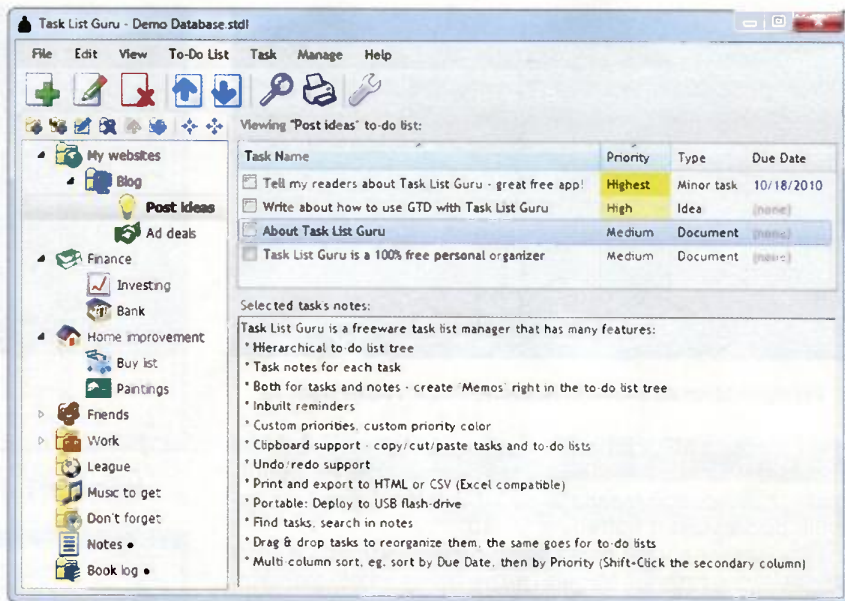 Task List Guru - Demo Database.stdl
File Edit View To-Do List Task Manage Help
Viewing "Post ideas" to-do list:
My websites
Blog
Post ideas
Ad deals
Finance
Investing
Bank
Home improvement
Buy list
Paintings
Friends
Work
League
Music to get
Don't forget
Notes •
Book log •
Task Name Priority Type Due Date
Tell my readers about Task List Guru - great free app! Highest Minor task 10/18/2010
Write about how to use GTD with Task List Guru High Idea (none)
About Task List Guru Medium Document (none)
Task List Guru is a 100% free personal organizer Medium Document (none)
Selected task's notes:
Task List Guru is a freeware task list manager that has many features:
* Hierarchical to-do list tree
* Task notes for each task
* Both for tasks and notes - create "Memos" right in the to-do list tree
* Inbuilt reminders
* Custom priorities, custom priority color
* Clipboard support - copy/cut/paste tasks and to-do lists
* Undo/redo support
* Print and export to HTML or CSV (Excel compatible)
* Portable: Deploy to USB flash-drive
* Find tasks, search in notes
* Drag & drop tasks to reorganize them, the same goes for to-do lists
* Multi-column sort, eg. sort by Due Date, then by Priority (Shift+Click the secondary column)